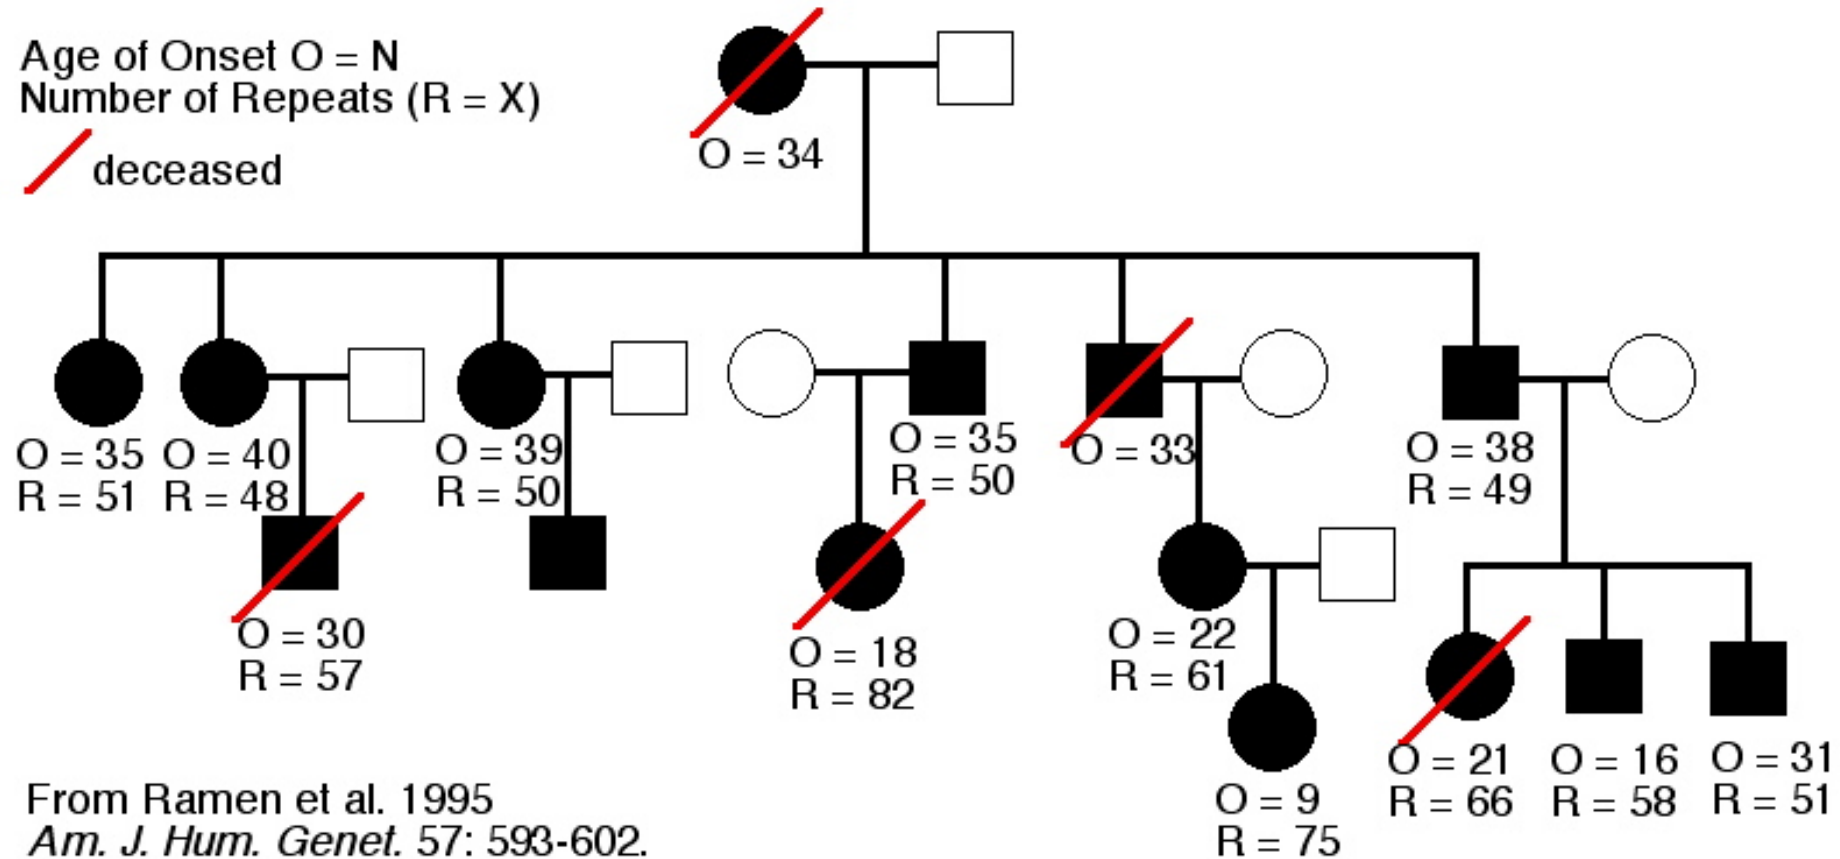 Age of Onset O = N
Number of Repeats (R = X)
deceased
O = 34
O = 35
R = 51
O = 40
R = 48
O = 39
R = 50
O = 35
R = 50
O = 33
O = 38
R = 49
O = 30
R = 57
O = 18
R = 82
O = 22
R = 61
O = 9
R = 75
O = 21
R = 66
O = 16
R = 58
O = 31
R = 51
From Ramen et al. 1995
Am. J. Hum. Genet. 57: 593-602.